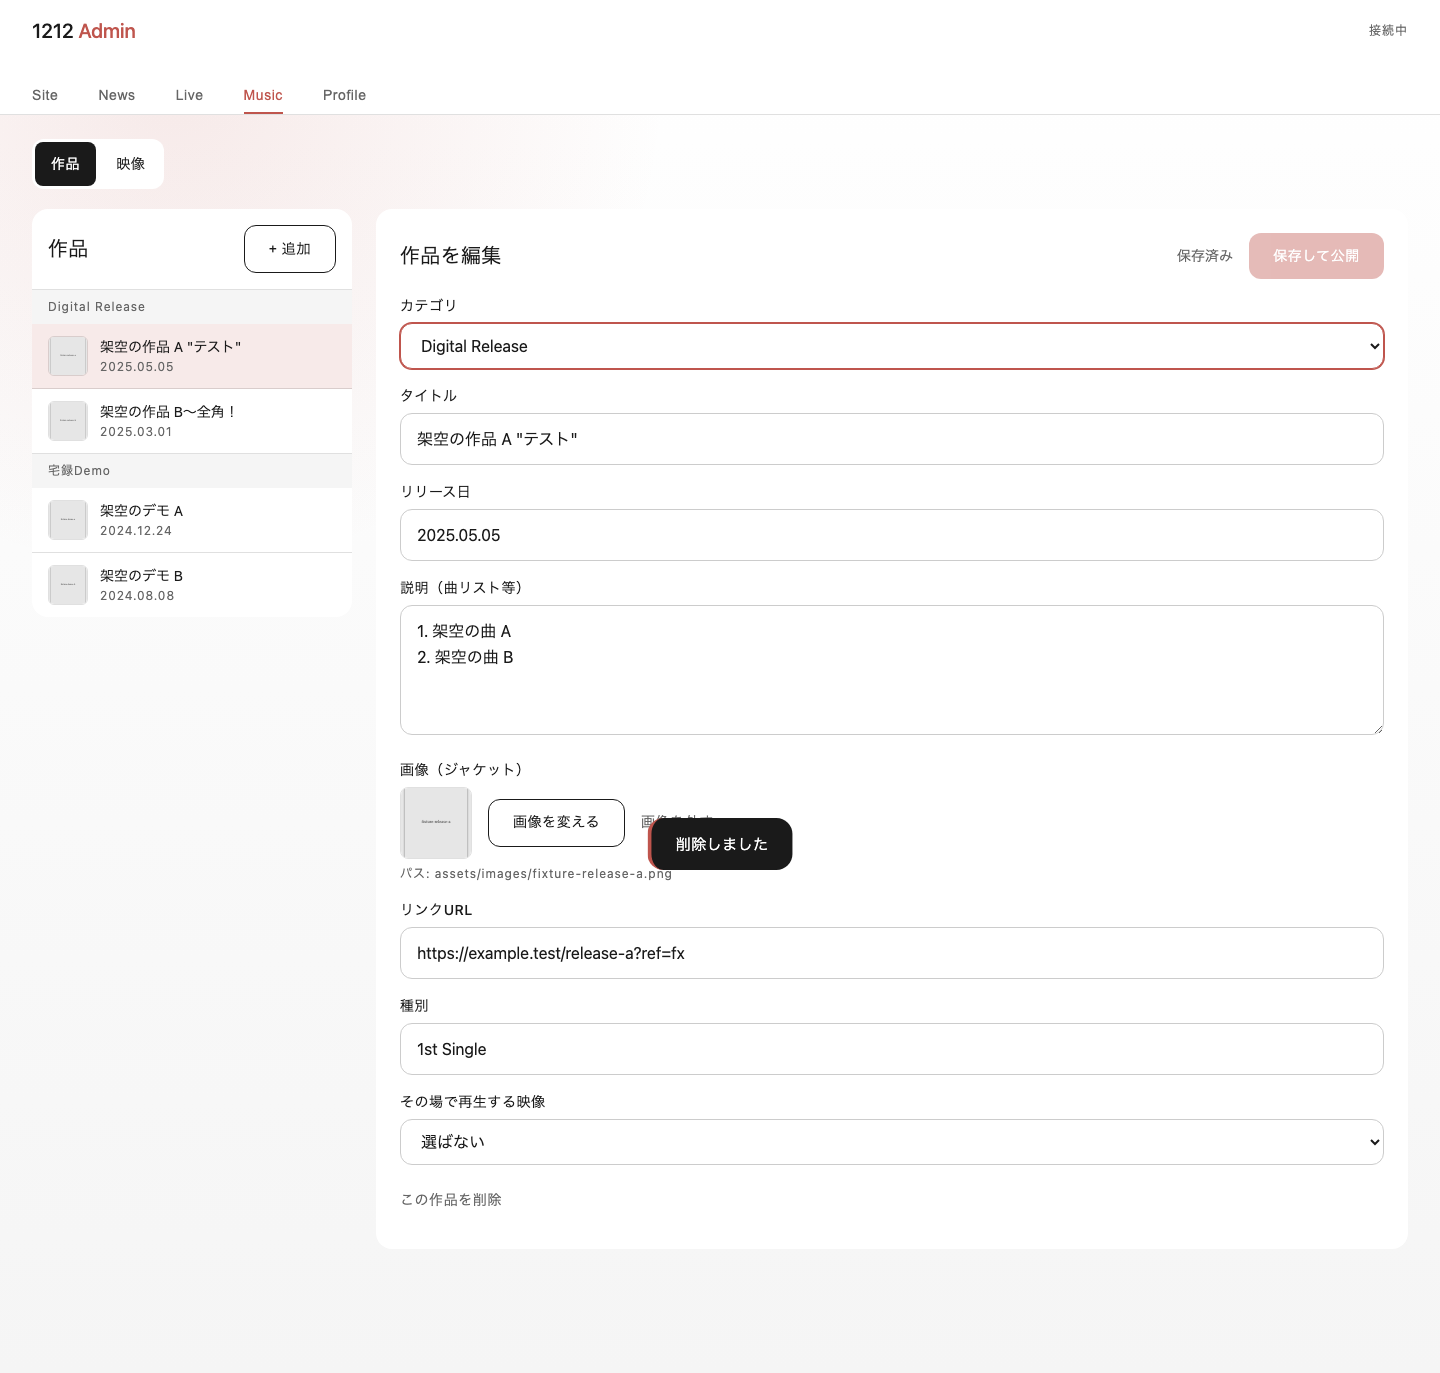 1212 Admin
接続中
Site
News
Live
Music
Profile
作品
映像
作品
+ 追加
Digital Release
架空の作品 A "テスト"
2025.05.05
架空の作品 B〜全角！
2025.03.01
宅録Demo
架空のデモ A
2024.12.24
架空のデモ B
2024.08.08
作品を編集
保存済み
保存して公開
カテゴリ
Digital Release
タイトル
架空の作品 A "テスト"
リリース日
2025.05.05
説明（曲リスト等）
1. 架空の曲 A
2. 架空の曲 B
画像（ジャケット）
画像を変える
削除しました
パス: assets/images/fixture-release-a.png
リンクURL
https://example.test/release-a?ref=fx
種別
1st Single
その場で再生する映像
選ばない
この作品を削除